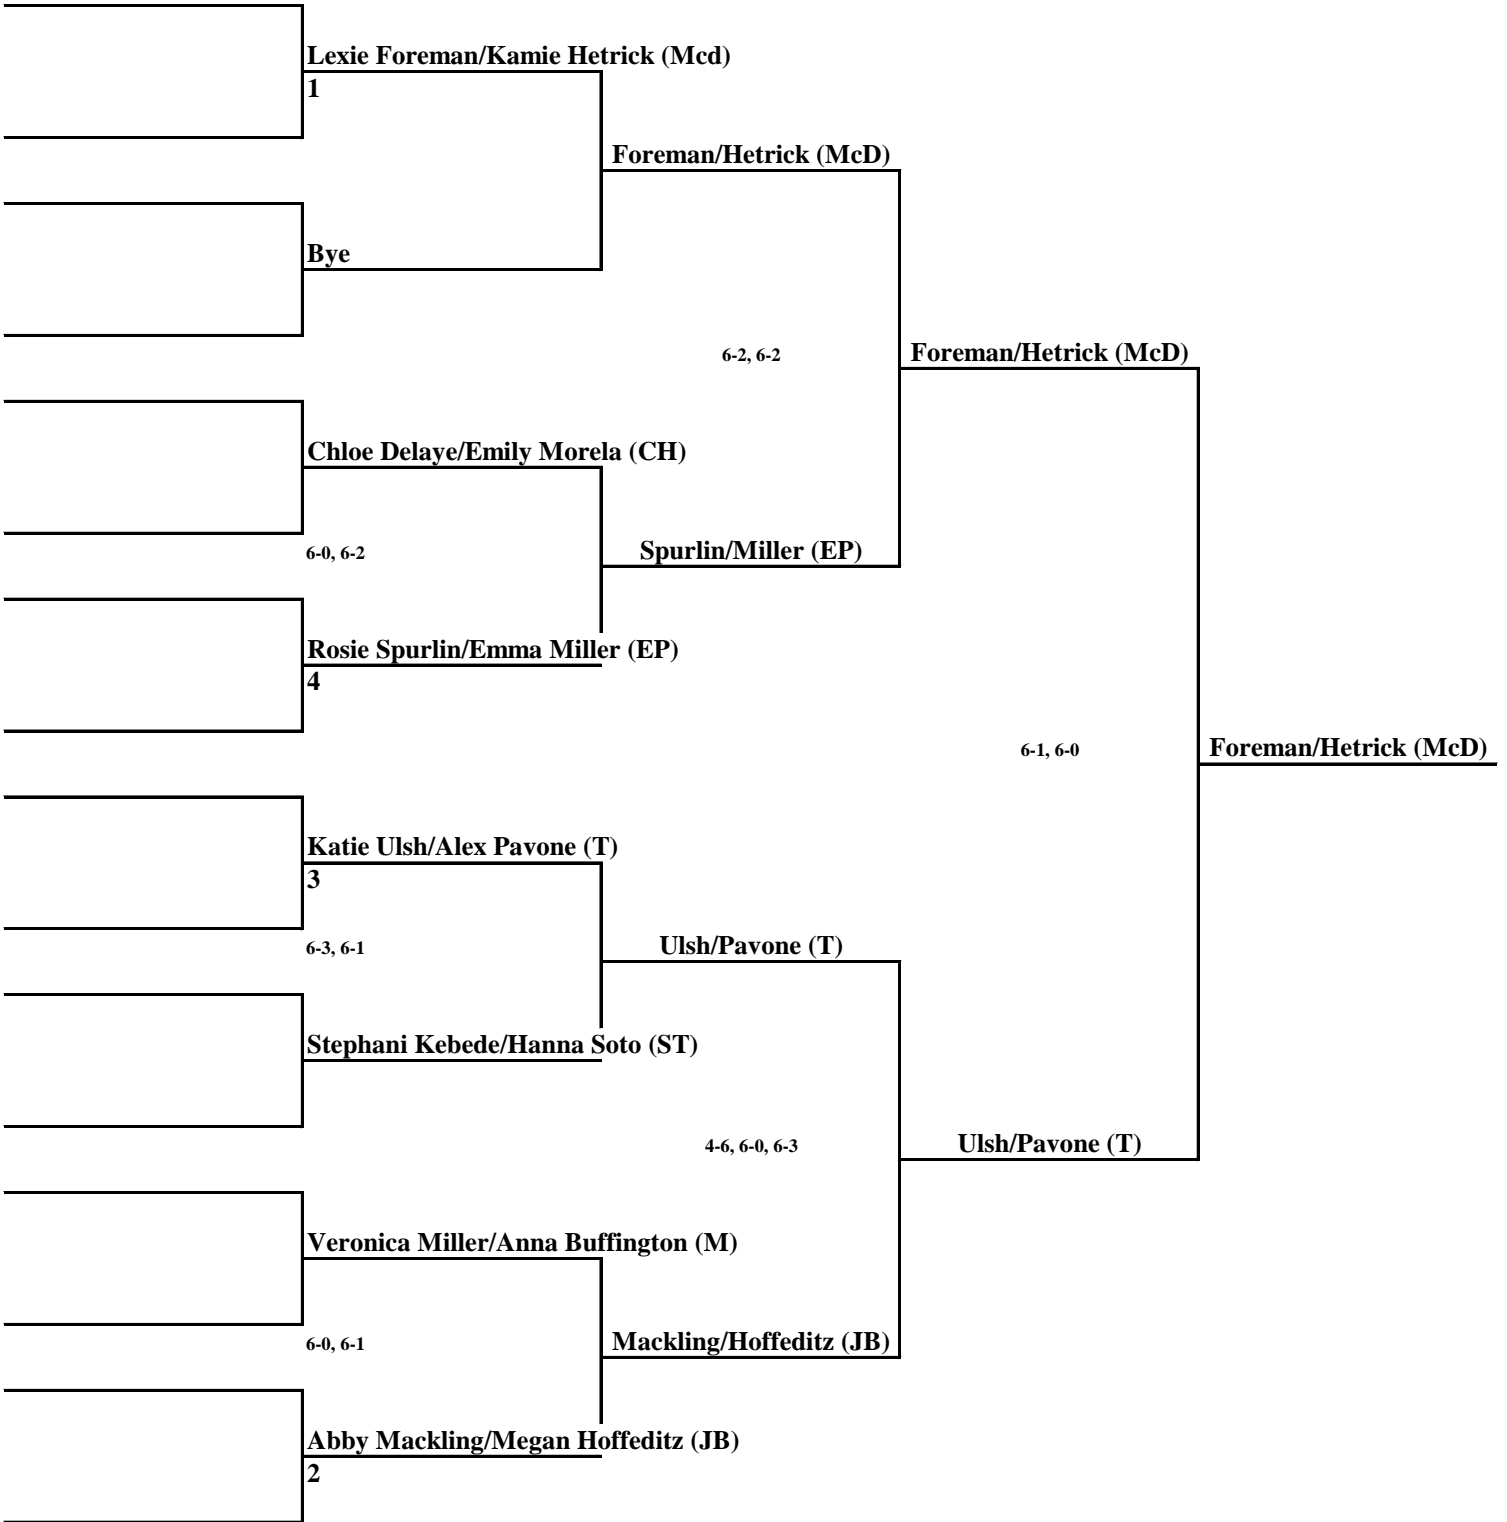 Lexie Foreman/Kamie Hetrick (Mcd)
1
Foreman/Hetrick (McD)
Bye
6-2, 6-2
Foreman/Hetrick (McD)
Chloe Delaye/Emily Morela (CH)
6-0, 6-2
Spurlin/Miller (EP)
Rosie Spurlin/Emma Miller (EP)
4
6-1, 6-0
Foreman/Hetrick (McD)
Katie Ulsh/Alex Pavone (T)
3
6-3, 6-1
Ulsh/Pavone (T)
Stephani Kebede/Hanna Soto (ST)
4-6, 6-0, 6-3
Ulsh/Pavone (T)
Veronica Miller/Anna Buffington (M)
6-0, 6-1
Mackling/Hoffeditz (JB)
Abby Mackling/Megan Hoffeditz (JB)
2